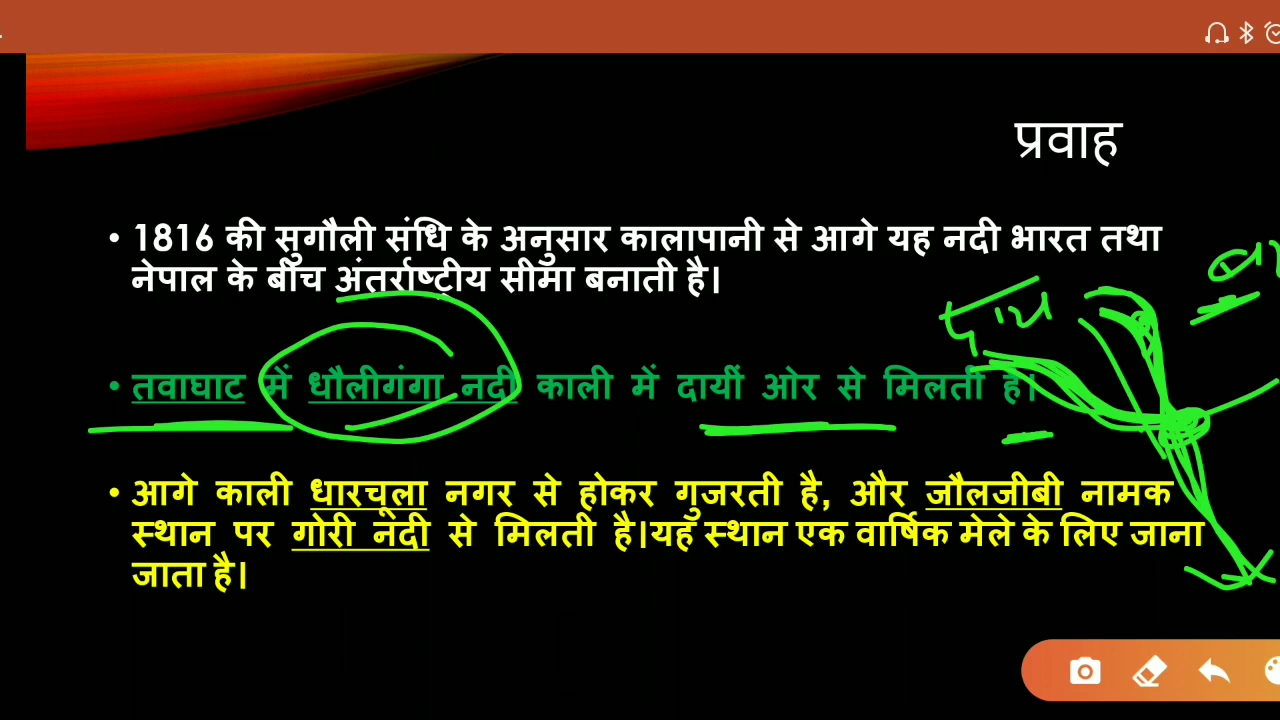 प्रवाह
• 1816 की सुगौली संधि के अनुसार कालापानी से आगे यह नदी भारत तथा
नेपाल के बीच अंतर्राष्ट्रीय सीमा बनाती है।
• तवाघाट में धौलीगंगा नदी काली में दायीं ओर से मिलती है।
• आगे काली धारचूला नगर से होकर गुजरती है, और जौलजीबी नामक
स्थान पर गोरी नदी से मिलती है।यह स्थान एक वार्षिक मेले के लिए जाना
जाता है।